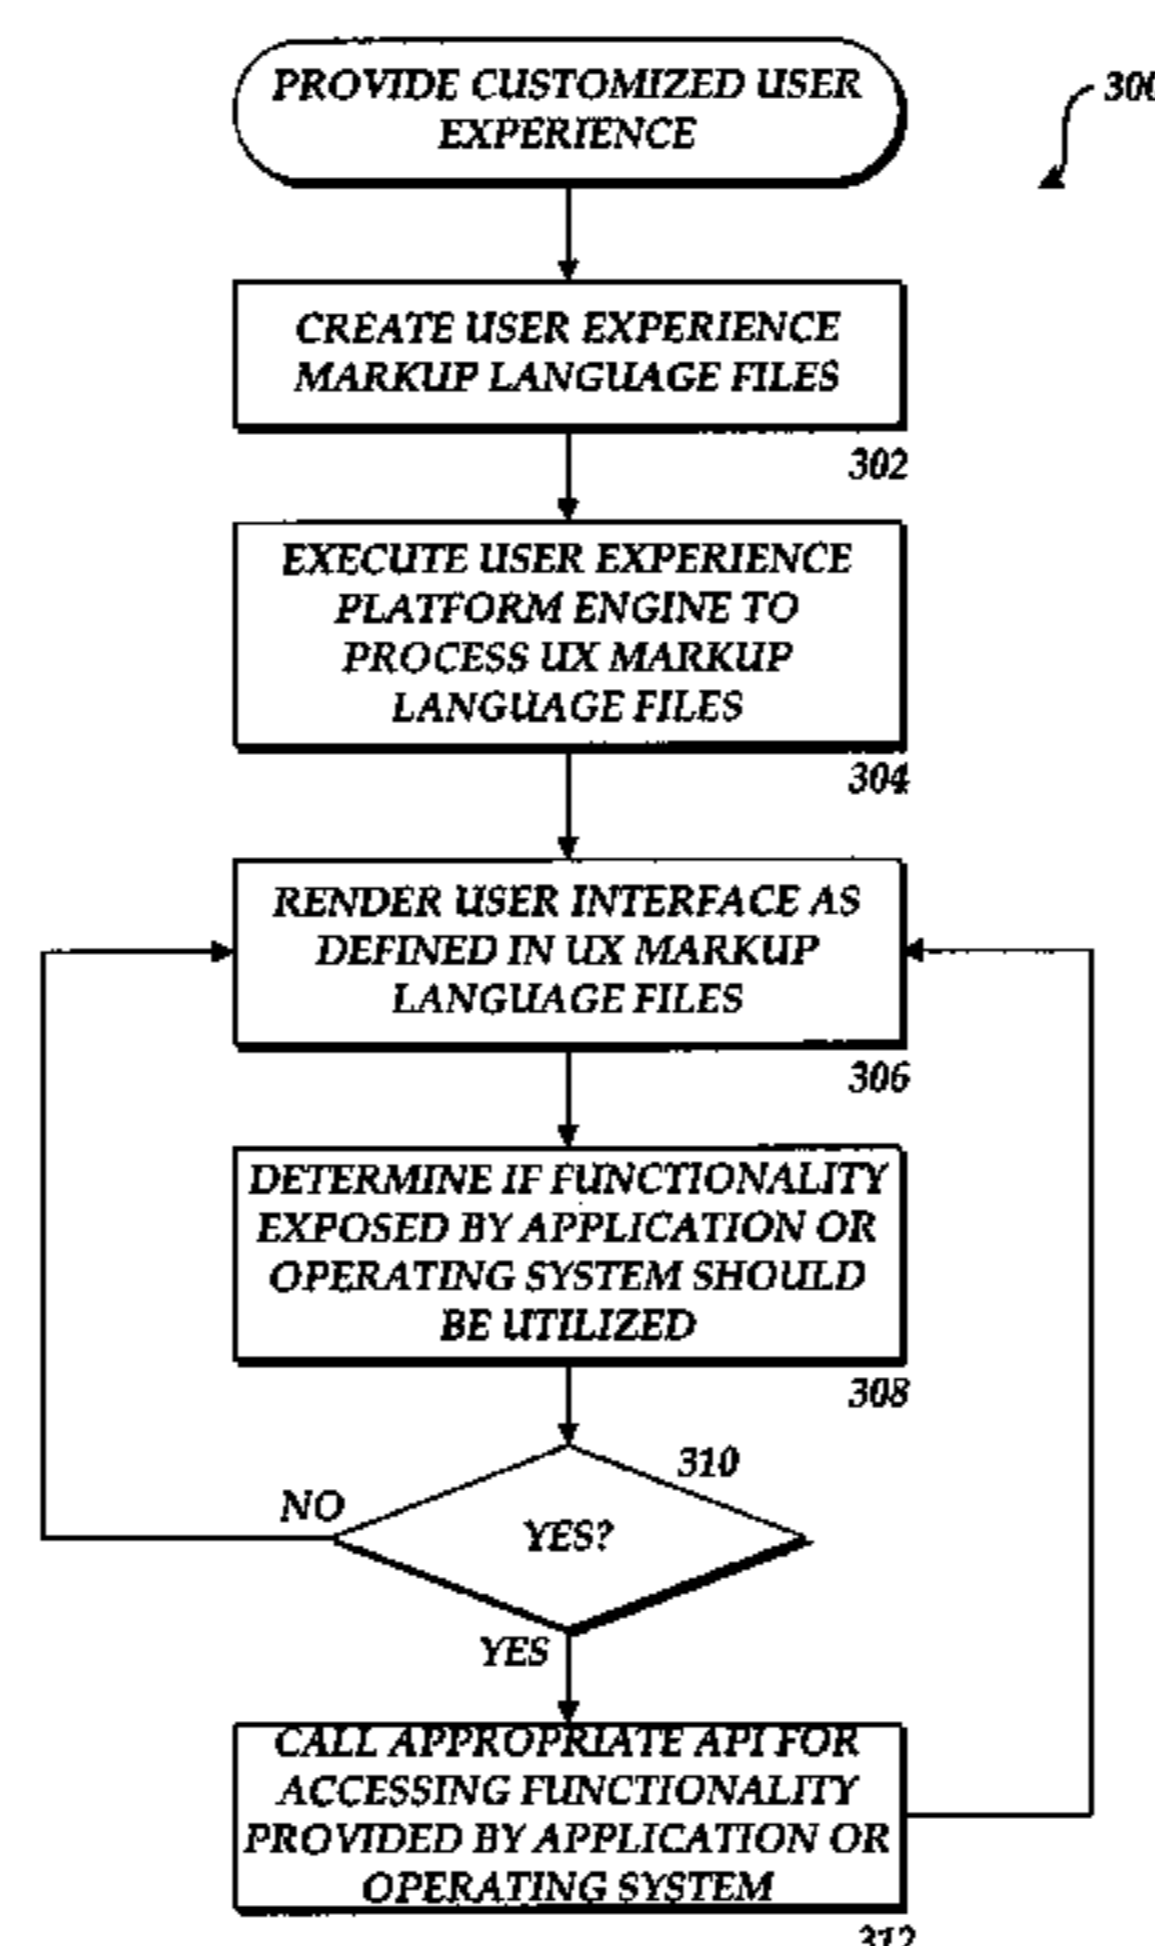 PROVIDE CUSTOMIZED USER
EXPERIENCE
300
CREATE USER EXPERIENCE
MARKUP LANGUAGE FILES
302
EXECUTE USER EXPERIENCE
PLATFORM ENGINE TO
PROCESS UX MARKUP
LANGUAGE FILES
304
RENDER USER INTERFACE AS
DEFINED IN UX MARKUP
LANGUAGE FILES
306
DETERMINE IF FUNCTIONALITY
EXPOSED BY APPLICATION OR
OPERATING SYSTEM SHOULD
BE UTILIZED
308
310
NO
YES?
YES
CALL APPROPRIATE API FOR
ACCESSING FUNCTIONALITY
PROVIDED BY APPLICATION OR
OPERATING SYSTEM
312